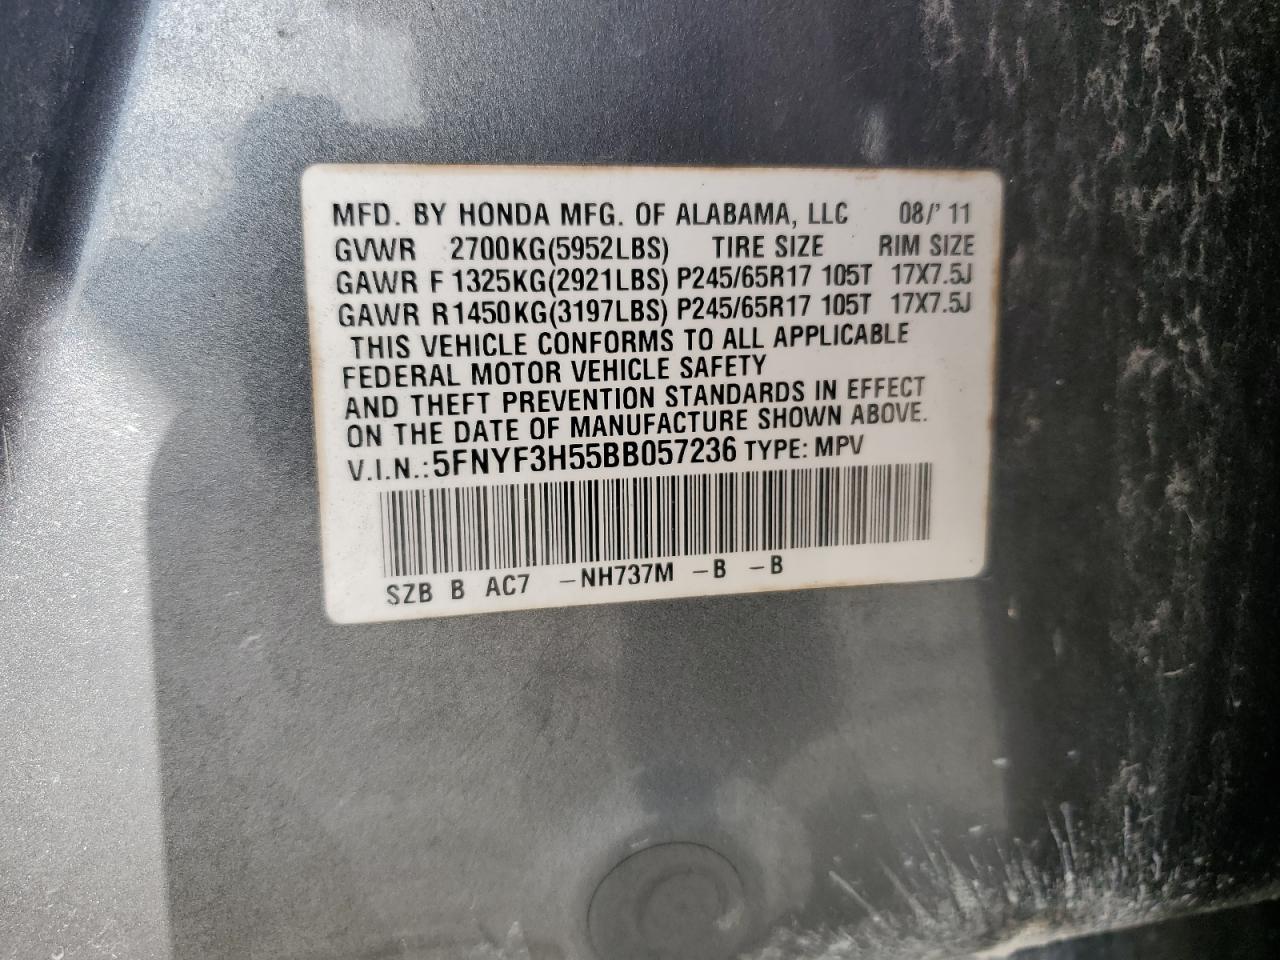 MFD. BY HONDA MFG. OF ALABAMA, LLC 08/'11
GVWR 2700KG(5952LBS) TIRE SIZE RIM SIZE
GAWR F 1325KG(2921LBS) P245/65R17 105T 17X7.5J
GAWR R1450KG(3197LBS) P245/65R17 105T 17X7.5J
THIS VEHICLE CONFORMS TO ALL APPLICABLE
FEDERAL MOTOR VEHICLE SAFETY
AND THEFT PREVENTION STANDARDS IN EFFECT
ON THE DATE OF MANUFACTURE SHOWN ABOVE.
V.I.N.:5FNYF3H55BB057236 TYPE: MPV
SZB B AC7 -NH737M -B -B